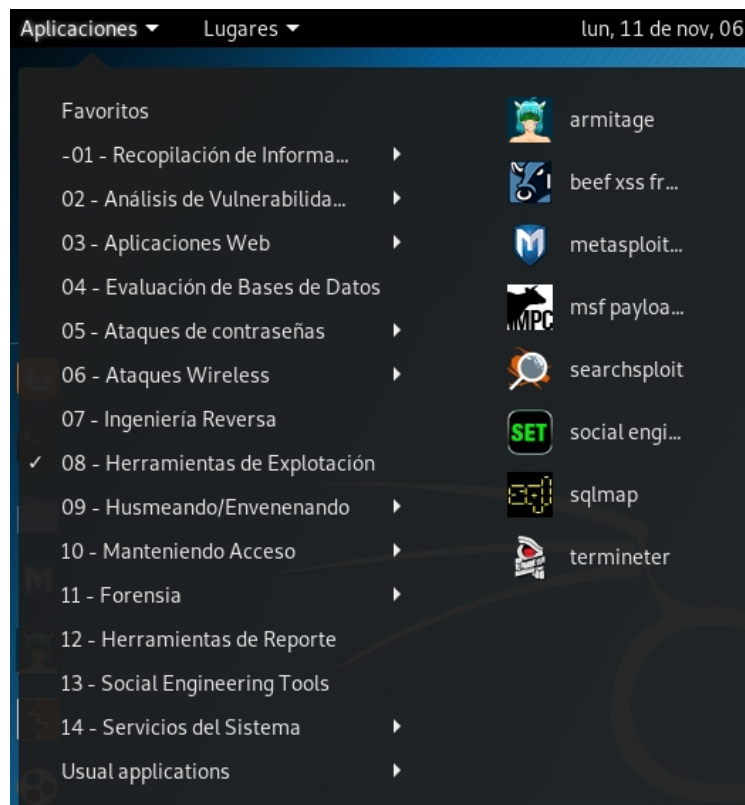 Aplicaciones Lugares lun, 11 de nov, 06
Favoritos
-01 - Recopilación de Informa...
02 - Análisis de Vulnerabilida...
03 - Aplicaciones Web
04 - Evaluación de Bases de Datos
05 - Ataques de contraseñas
06 - Ataques Wireless
07 - Ingeniería Reversa
08 - Herramientas de Explotación
09 - Husmeando/Envenenando
10 - Manteniendo Acceso
11 - Forensia
12 - Herramientas de Reporte
13 - Social Engineering Tools
14 - Servicios del Sistema
Usual applications
armitage
beef xss fr...
metasploit...
MPC
msf payloa...
searchsploit
SET
social engi...
sql
sqlmap
termineter